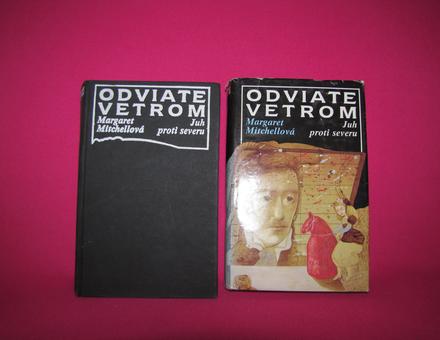 ODVIATE
VETROM
Margaret Juh
Mitchellová proti severu
ODVIATE
VETROM
Margaret Juh
Mitchellová proti severu